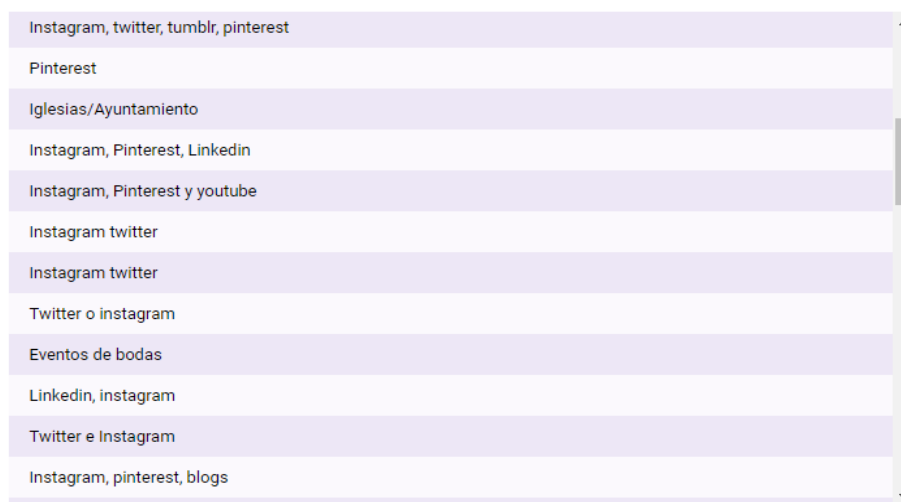 Instagram, twitter, tumblr, pinterest
Pinterest
Iglesias/Ayuntamiento
Instagram, Pinterest, Linkedin
Instagram, Pinterest y youtube
Instagram twitter
Instagram twitter
Twitter o instagram
Eventos de bodas
Linkedin, instagram
Twitter e Instagram
Instagram, pinterest, blogs